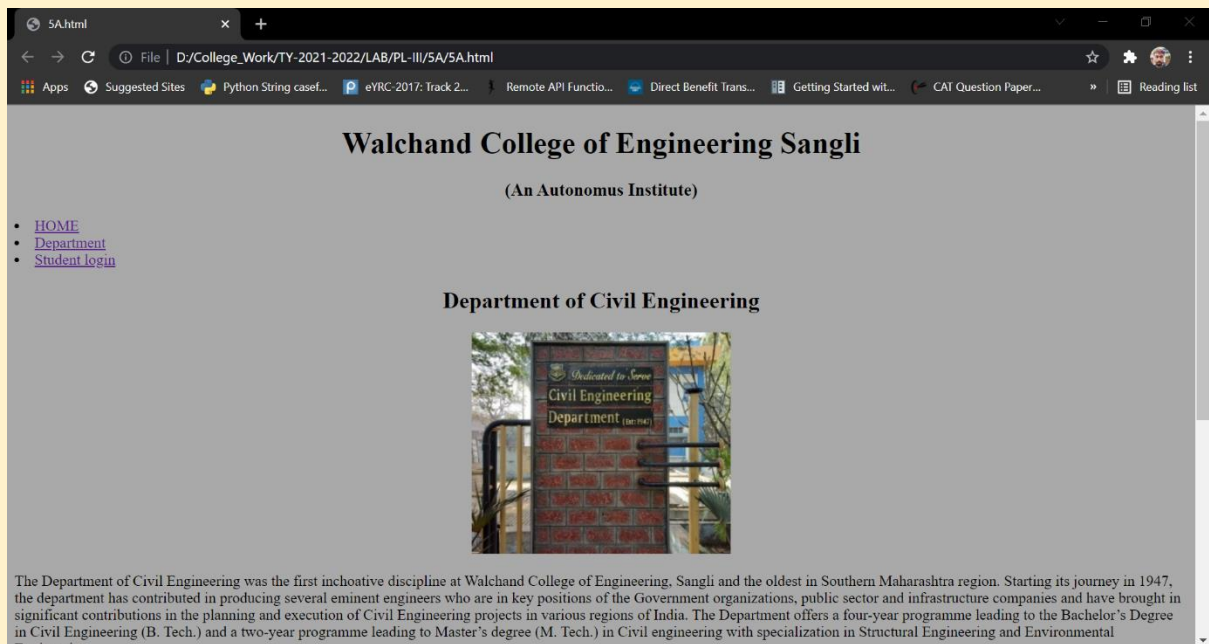 5A.html
File | D:/College_Work/TY-2021-2022/LAB/PL-III/5A/5A.html
Apps Suggested Sites Python String casef... eYRC-2017: Track 2... Remote API Functio... Direct Benefit Trans... Getting Started wit... CAT Question Paper... » Reading list
Walchand College of Engineering Sangli
(An Autonomus Institute)
HOME
Department
Student login
Department of Civil Engineering
Dedicated to Serve
Civil Engineering
Department (Est:1947)
The Department of Civil Engineering was the first inchoative discipline at Walchand College of Engineering, Sangli and the oldest in Southern Maharashtra region. Starting its journey in 1947,
the department has contributed in producing several eminent engineers who are in key positions of the Government organizations, public sector and infrastructure companies and have brought in
significant contributions in the planning and execution of Civil Engineering projects in various regions of India. The Department offers a four-year programme leading to the Bachelor’s Degree
in Civil Engineering (B. Tech.) and a two-year programme leading to Master’s degree (M. Tech.) in Civil engineering with specialization in Structural Engineering and Environmental